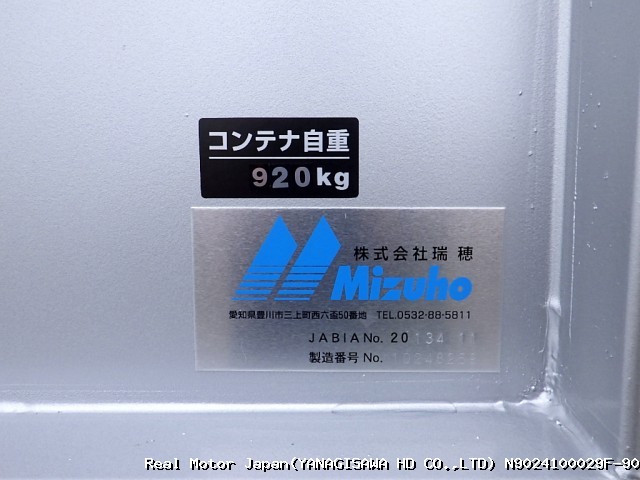 コンテナ自重
920kg
株式会社瑞穂
Mizuho
愛知県豊川市三上町西六画50番地 TEL.0532-88-5811
JABIA No. 20
製造番号 No.
Real Motor Japan(YANAGISAWA HD CO.,LTD) N9024100029F-90